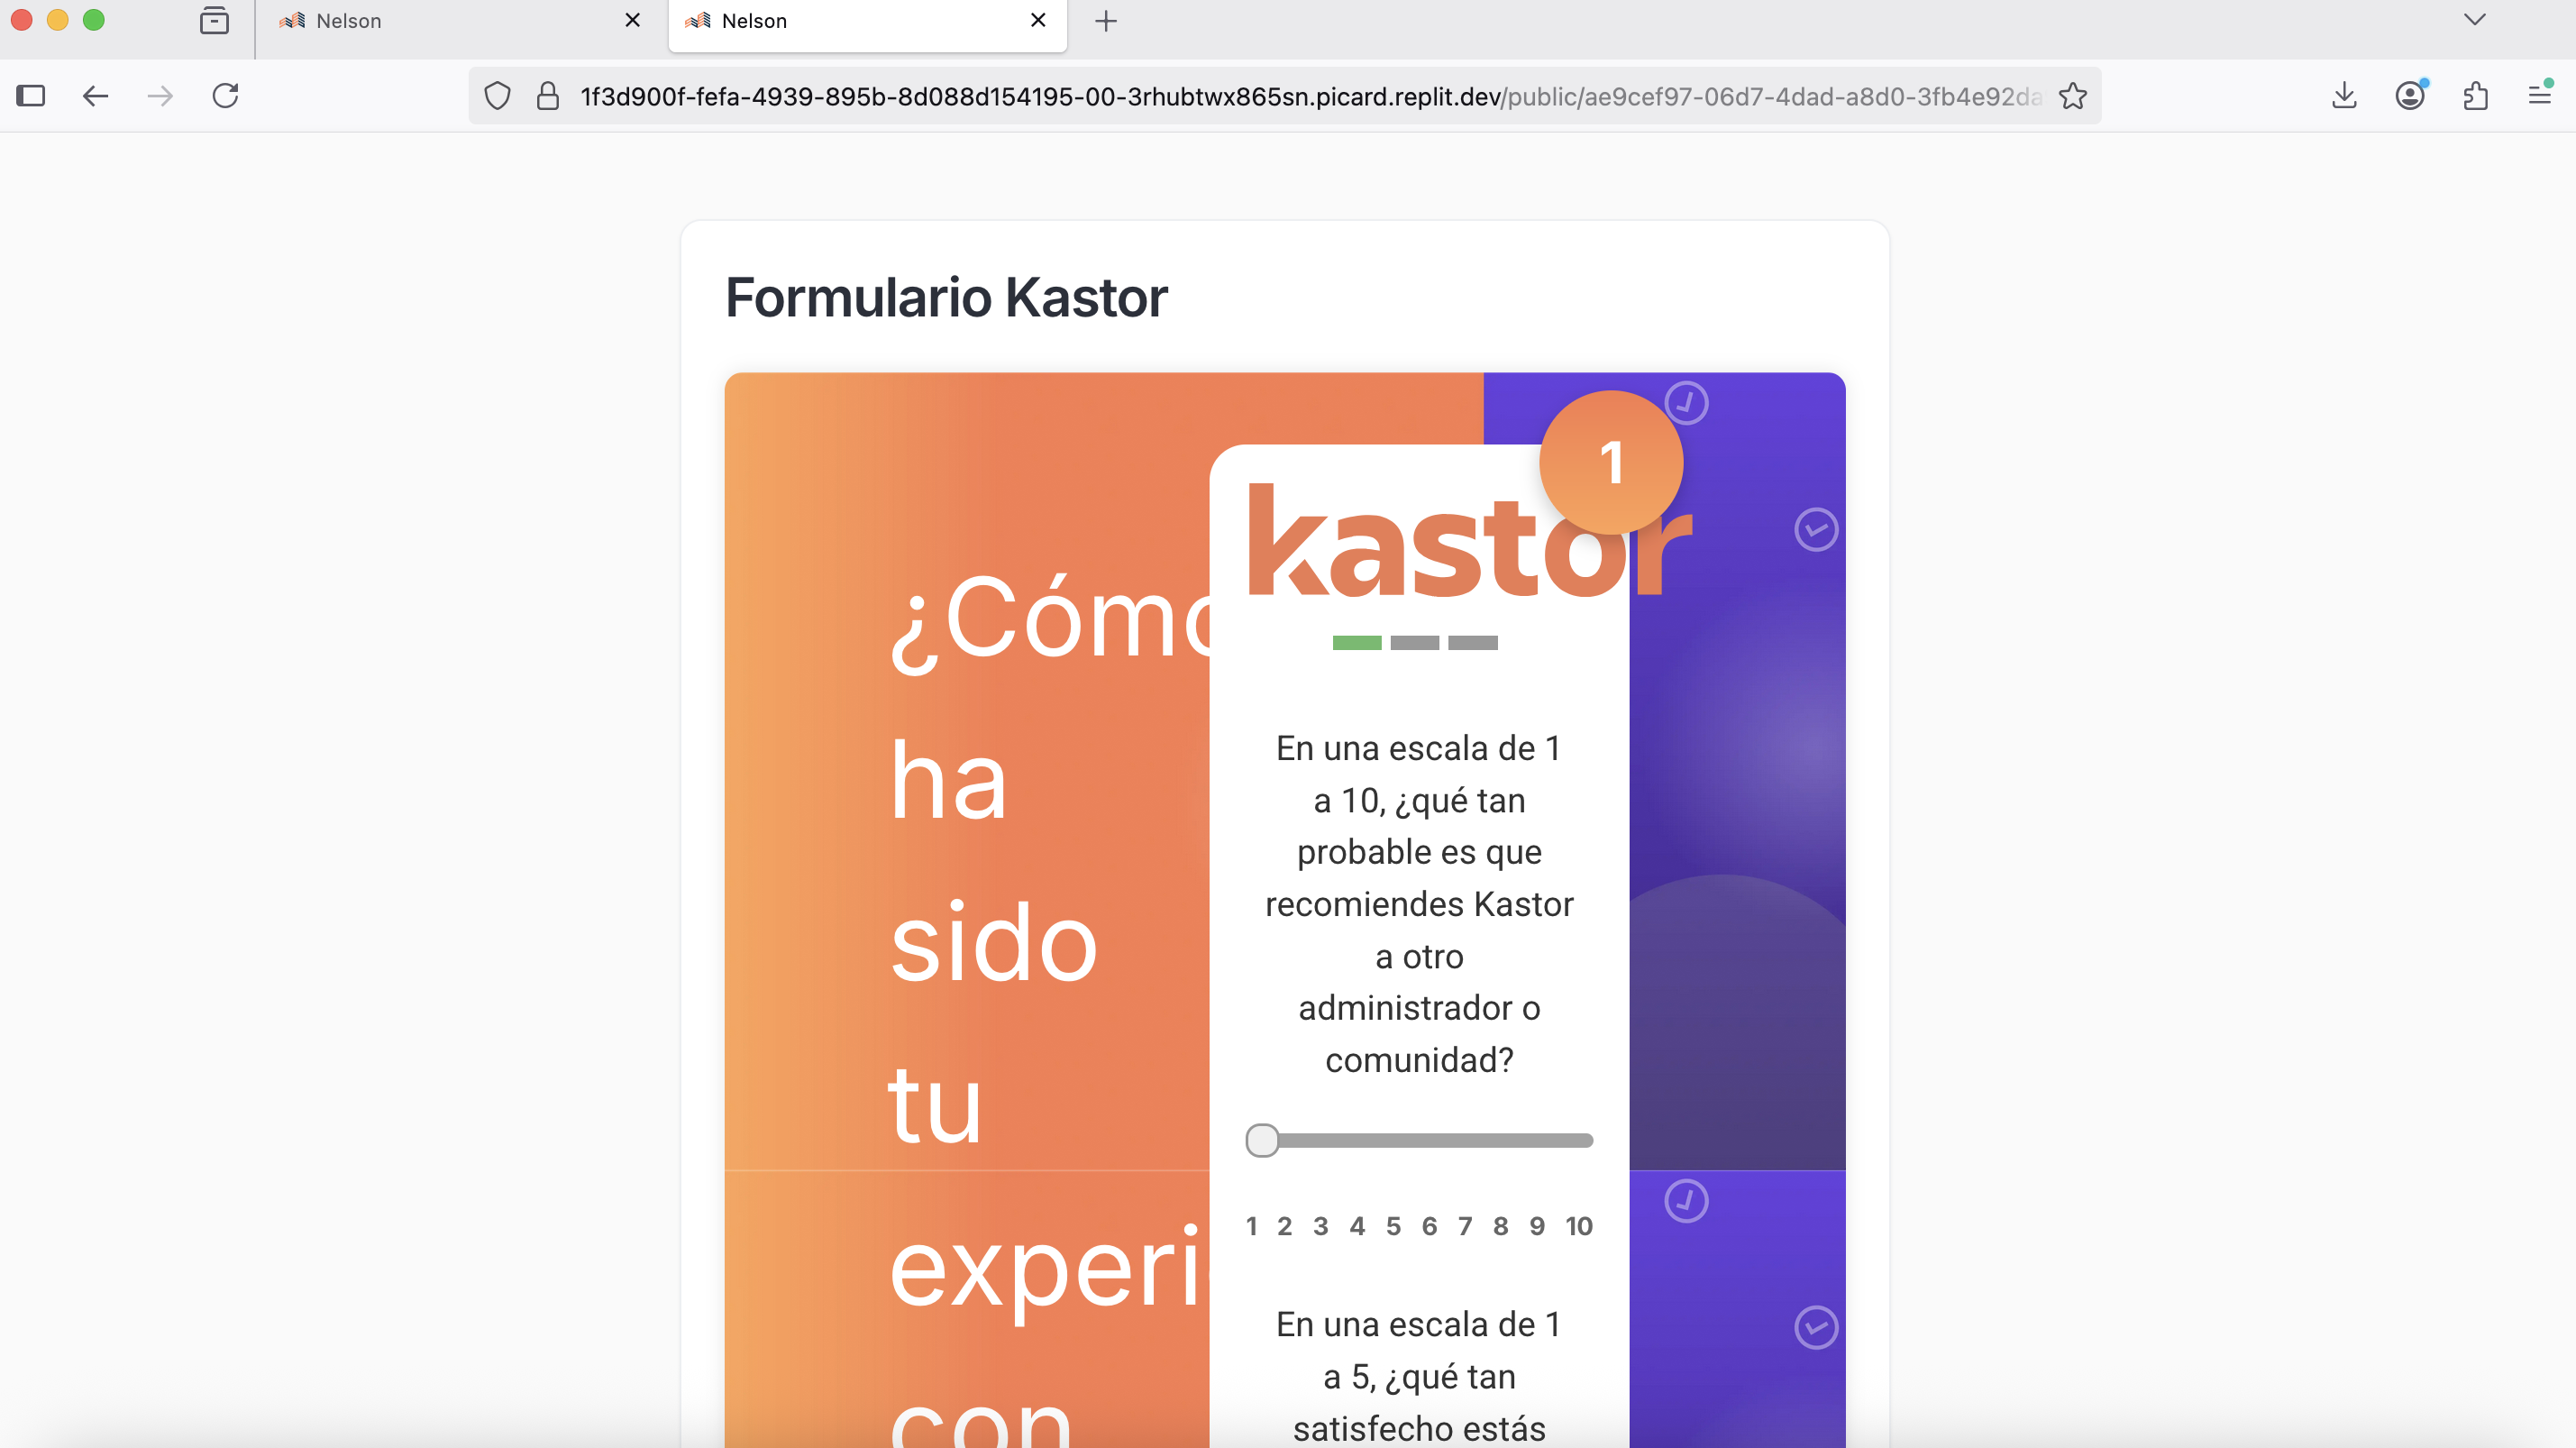 Nelson
Nelson
1f3d900f-fefa-4939-895b-8d088d154195-00-3rhubtwx865sn.picard.replit.dev/public/ae9cef97-06d7-4dad-a8d0-3fb4e92da
Formulario Kastor
1
kastor
¿Cómo
ha
sido
tu
experi
con
En una escala de 1
a 10, ¿qué tan
probable es que
recomiendes Kastor
a otro
administrador o
comunidad?
1 2 3 4 5 6 7 8 9 10
En una escala de 1
a 5, ¿qué tan
satisfecho estás